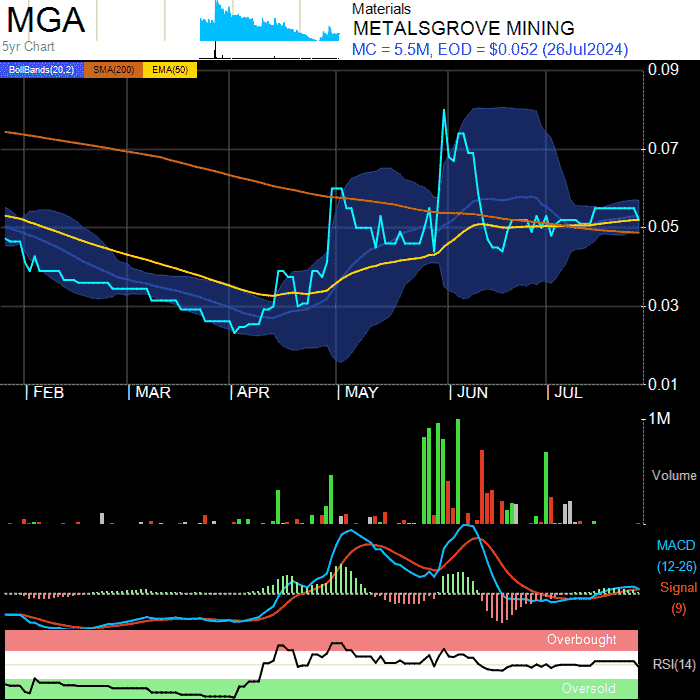 MGA
5yr Chart
Materials
METALSGROVE MINING
MC = 5.5M, EOD = $0.052 (26Jul2024)
BollBands(20,2) SMA(200) EMA(50)
0.09
0.07
0.05
0.03
0.01
FEB MAR APR MAY JUN JUL
1M
Volume
MACD
(12-26)
Signal
(9)
Overbought
RSI(14)
Oversold